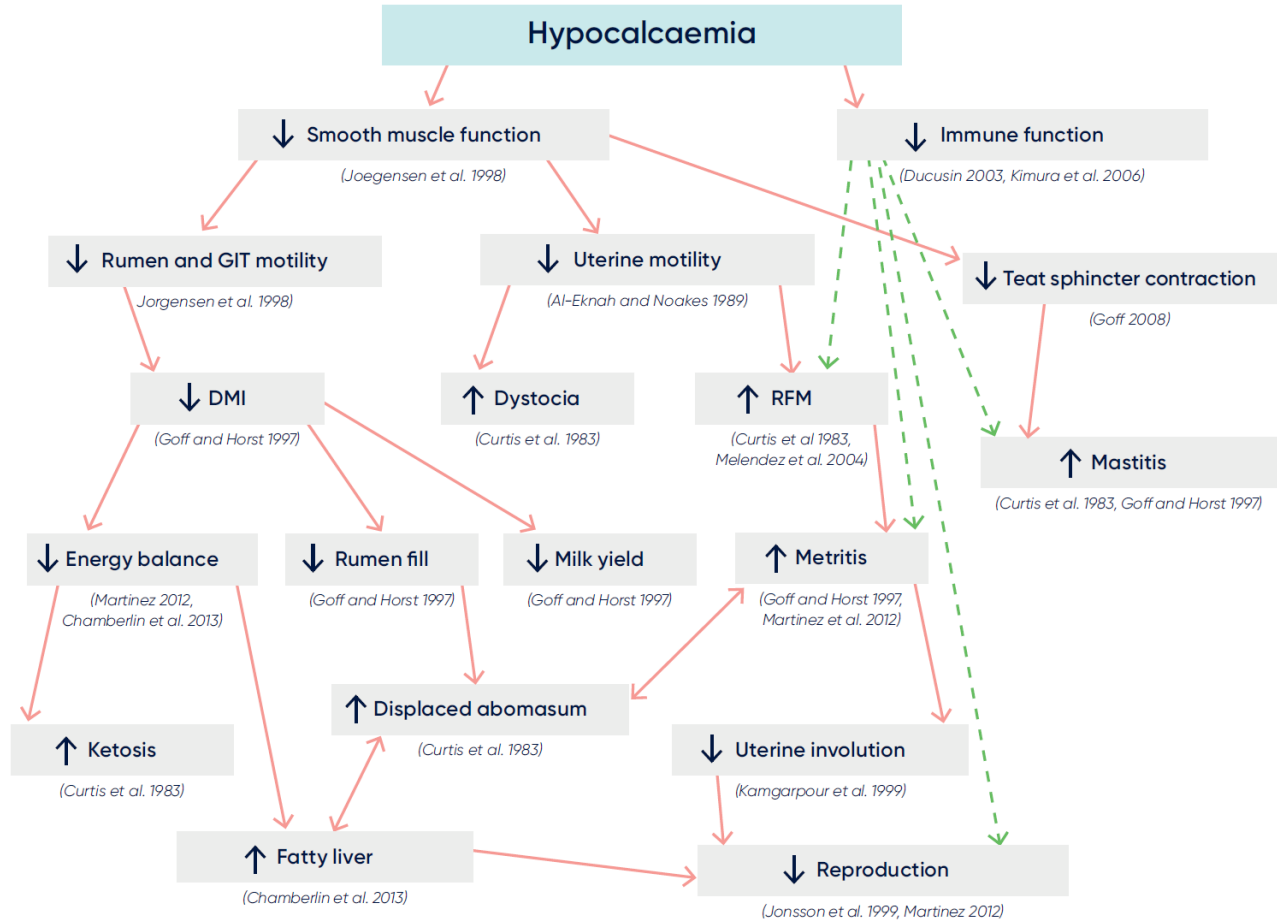 Hypocalcaemia
↓ Smooth muscle function
(Joegensen et al. 1998)
↓ Immune function
(Ducusin 2003, Kimura et al. 2006)
↓ Rumen and GIT motility
Jorgensen et al. 1998)
↓ Uterine motility
(Al-Eknah and Noakes 1989)
↓ Teat sphincter contraction
(Goff 2008)
↓ DMI
(Goff and Horst 1997)
↑ Dystocia
(Curtis et al. 1983)
↑ RFM
(Curtis et al 1983,
Melendez et al. 2004)
↑ Mastitis
(Curtis et al. 1983, Goff and Horst 1997)
↓ Energy balance
(Martinez 2012,
Chamberlin et al. 2013)
↓ Rumen fill
(Goff and Horst 1997)
↓ Milk yield
(Goff and Horst 1997)
↑ Metritis
(Goff and Horst 1997,
Martinez et al. 2012)
↑ Ketosis
(Curtis et al. 1983)
↑ Displaced abomasum
(Curtis et al. 1983)
↓ Uterine involution
(Kamgarpour et al. 1999)
↑ Fatty liver
(Chamberlin et al. 2013)
↓ Reproduction
(Jonsson et al. 1999, Martinez 2012)